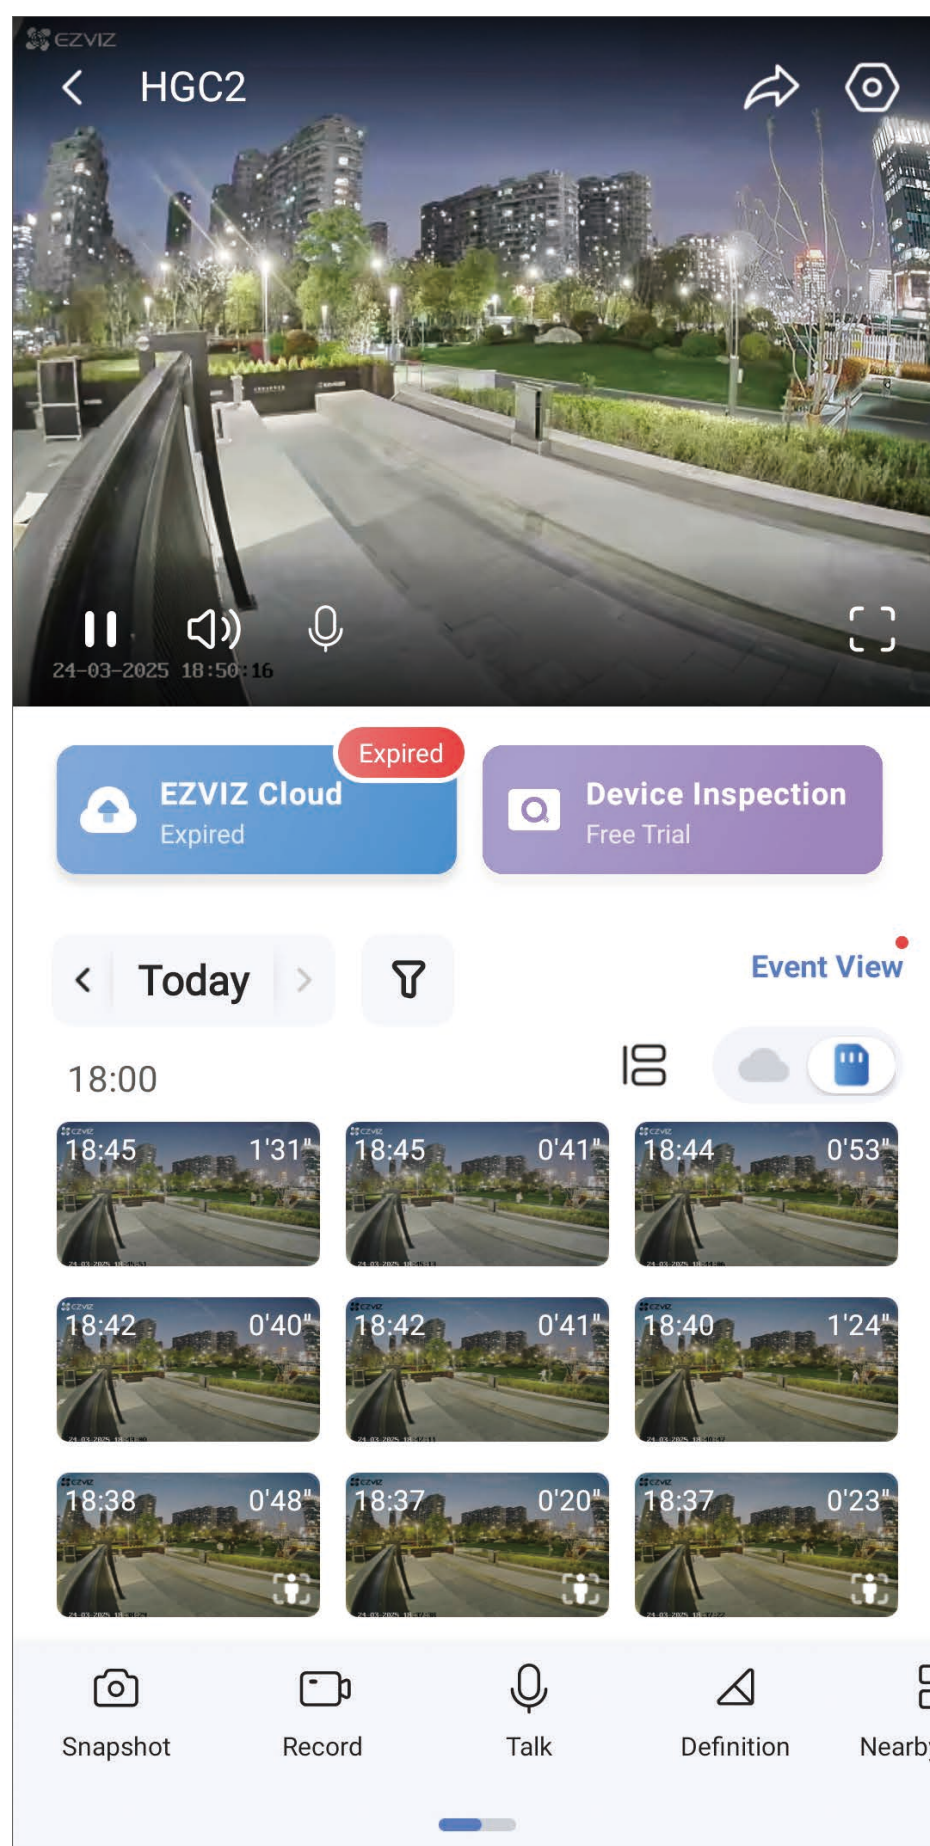 EZVIZ
HGC2
24-03-2025 18:50:16
Expired
EZVIZ Cloud
Expired
Device Inspection
Free Trial
Today
Event View
18:00
18:45 1'31"
18:45 0'41"
18:44 0'53"
18:42 0'40"
18:42 0'41"
18:40 1'24"
18:38 0'48"
18:37 0'20"
18:37 0'23"
Snapshot
Record
Talk
Definition
Nearby